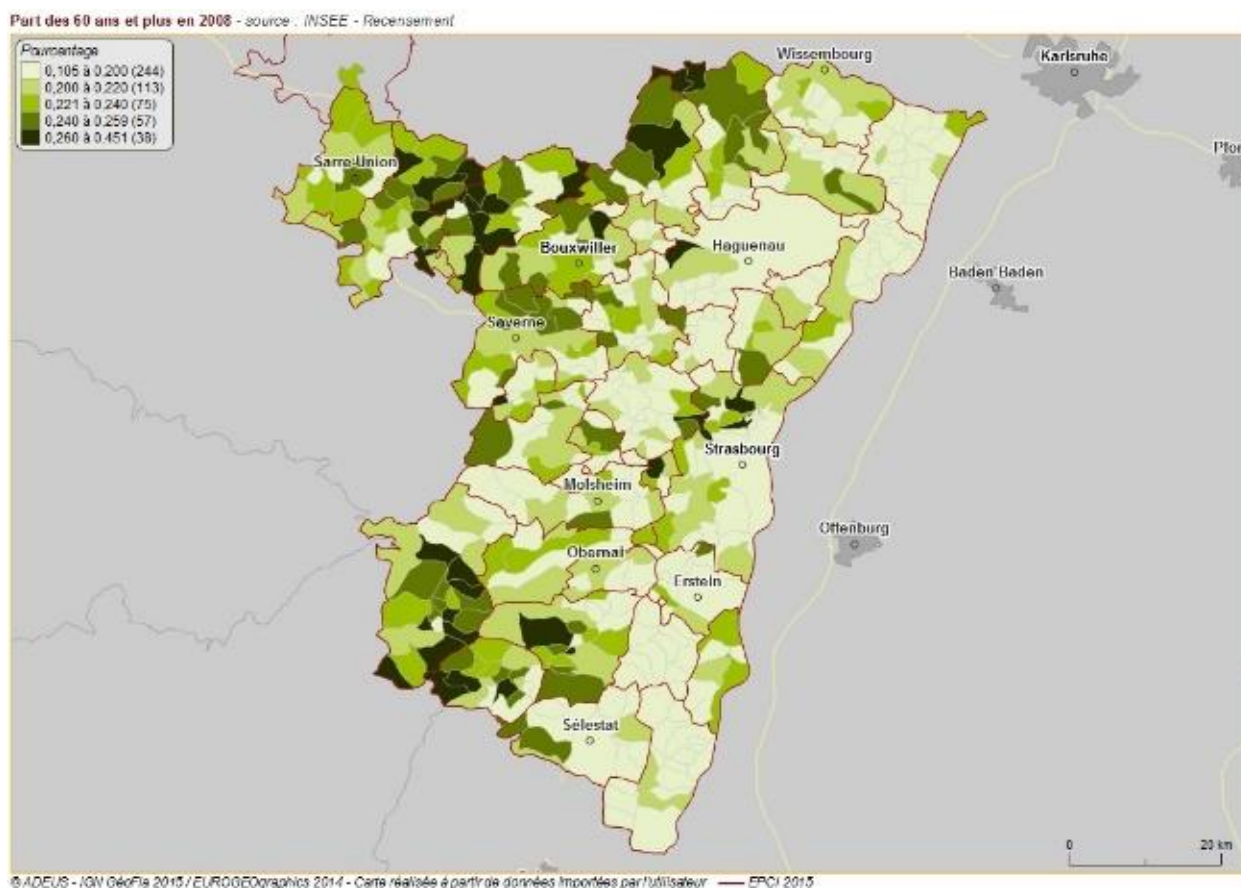 Part des 60 ans et plus en 2008 - source : INSEE - Recensement
Pourcentage
0,105 à 0,200 (244)
0,200 à 0,220 (113)
0,221 à 0,240 (75)
0,240 à 0,259 (57)
0,260 à 0,451 (38)
Wissembourg
Karlsruhe
Sarre-Union
Bouxwiller
Haguenau
Baden Baden
Saverne
Strasbourg
Molsheim
Offenburg
Obernai
Erstein
Sélestat
0 20 km
© ADEUS - IGN GéoFla 2015 / EUROGEOgraphics 2014 - Carte réalisée à partir de données importées par l'utilisateur
EPCI 2015